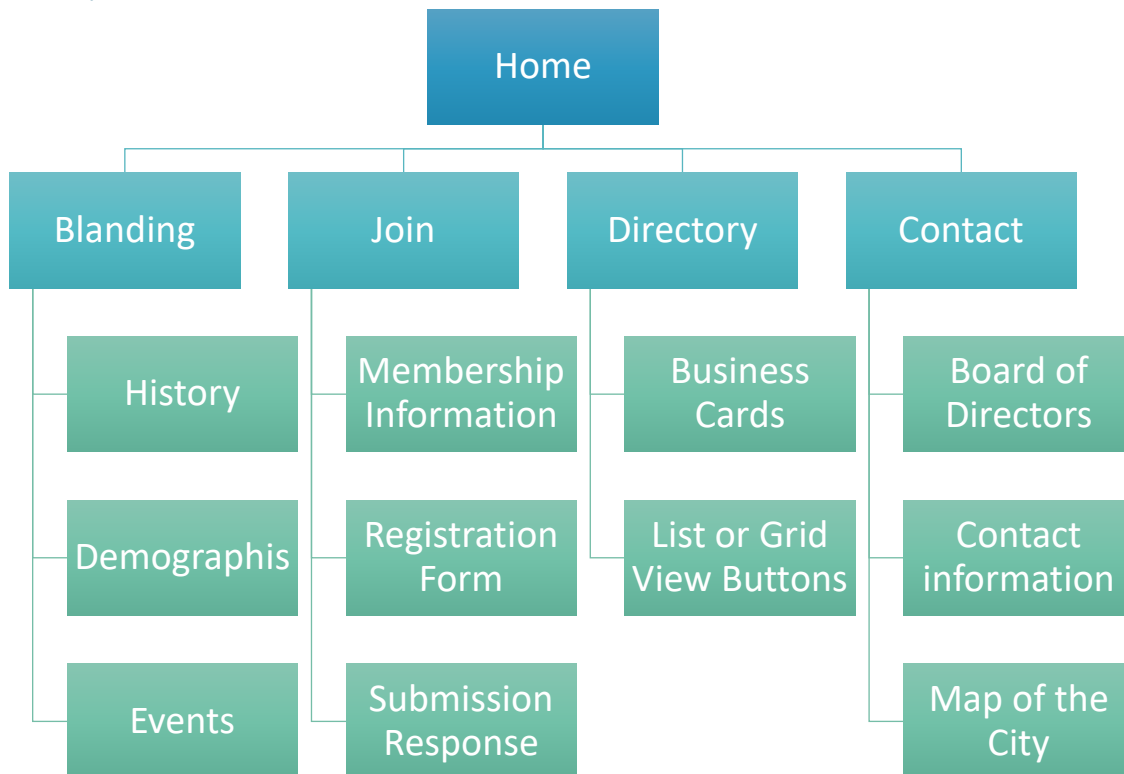 Home
Blanding
Join
Directory
Contact
History
Membership
Information
Business
Cards
Board of
Directors
Demographis
Registration
Form
List or Grid
View Buttons
Contact
information
Events
Submission
Response
Map of the
City